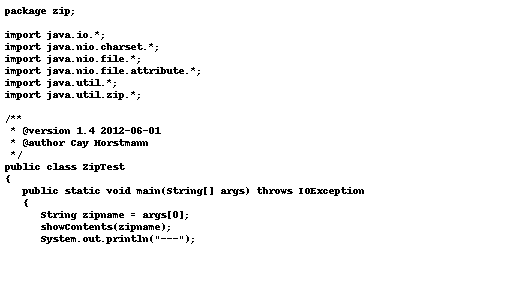 package zip;

import java.io.*;
import java.nio.charset.*;
import java.nio.file.*;
import java.nio.file.attribute.*;
import java.util.*;
import java.util.zip.*;

/**
 * @version 1.4 2012-06-01
 * @author Cay Horstmann
 */
public class ZipTest
{
   public static void main(String[] args) throws IOException
   {
      String zipname = args[0];
      showContents(zipname);
      System.out.println("---");